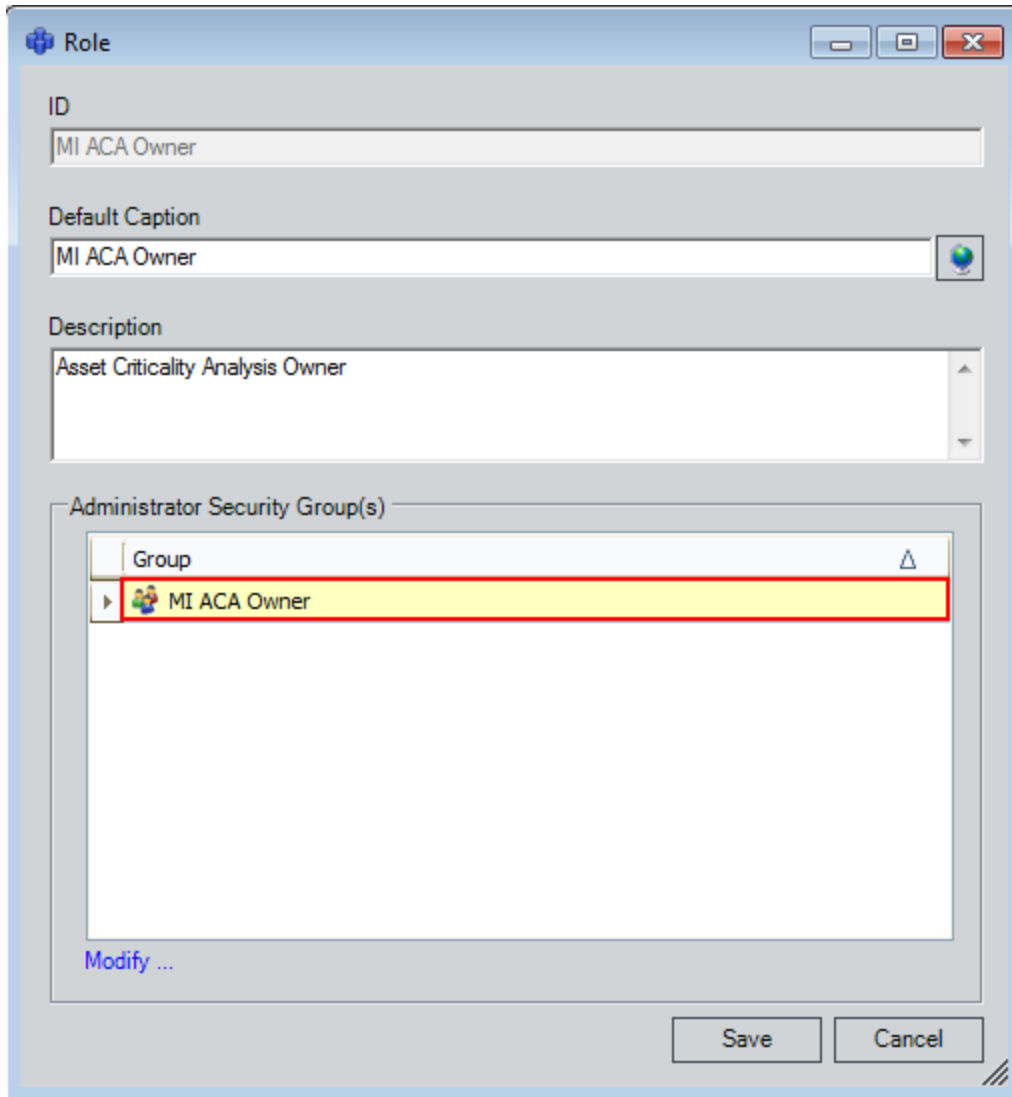 Role
ID
MI ACA Owner
Default Caption
MI ACA Owner
Description
Asset Criticality Analysis Owner
Administrator Security Group(s)
Group
MI ACA Owner
Modify ...
Save Cancel